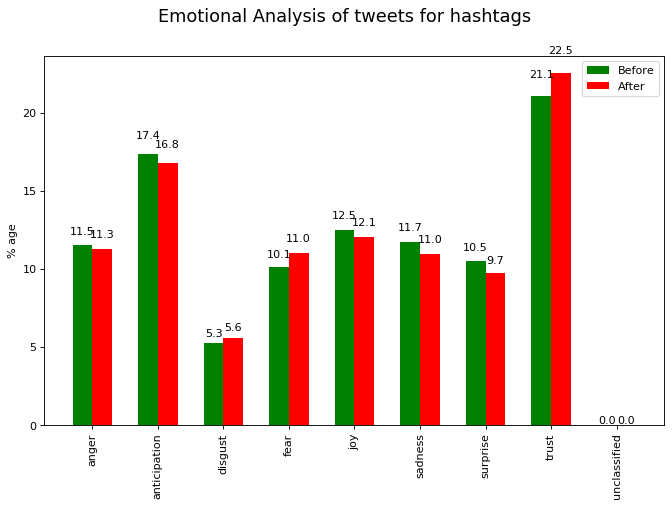 Emotional Analysis of tweets for hashtags
22.5
Before
After
21.1
20
17.4
16.8
15
12.5
12.1
11.5
11.3
11.7
11.0
11.0
10.5
10.1
9.7
10
% age
5.3
5.6
5
0.0
0.0
0
anger
anticipation
disgust
fear
joy
sadness
surprise
trust
unclassified